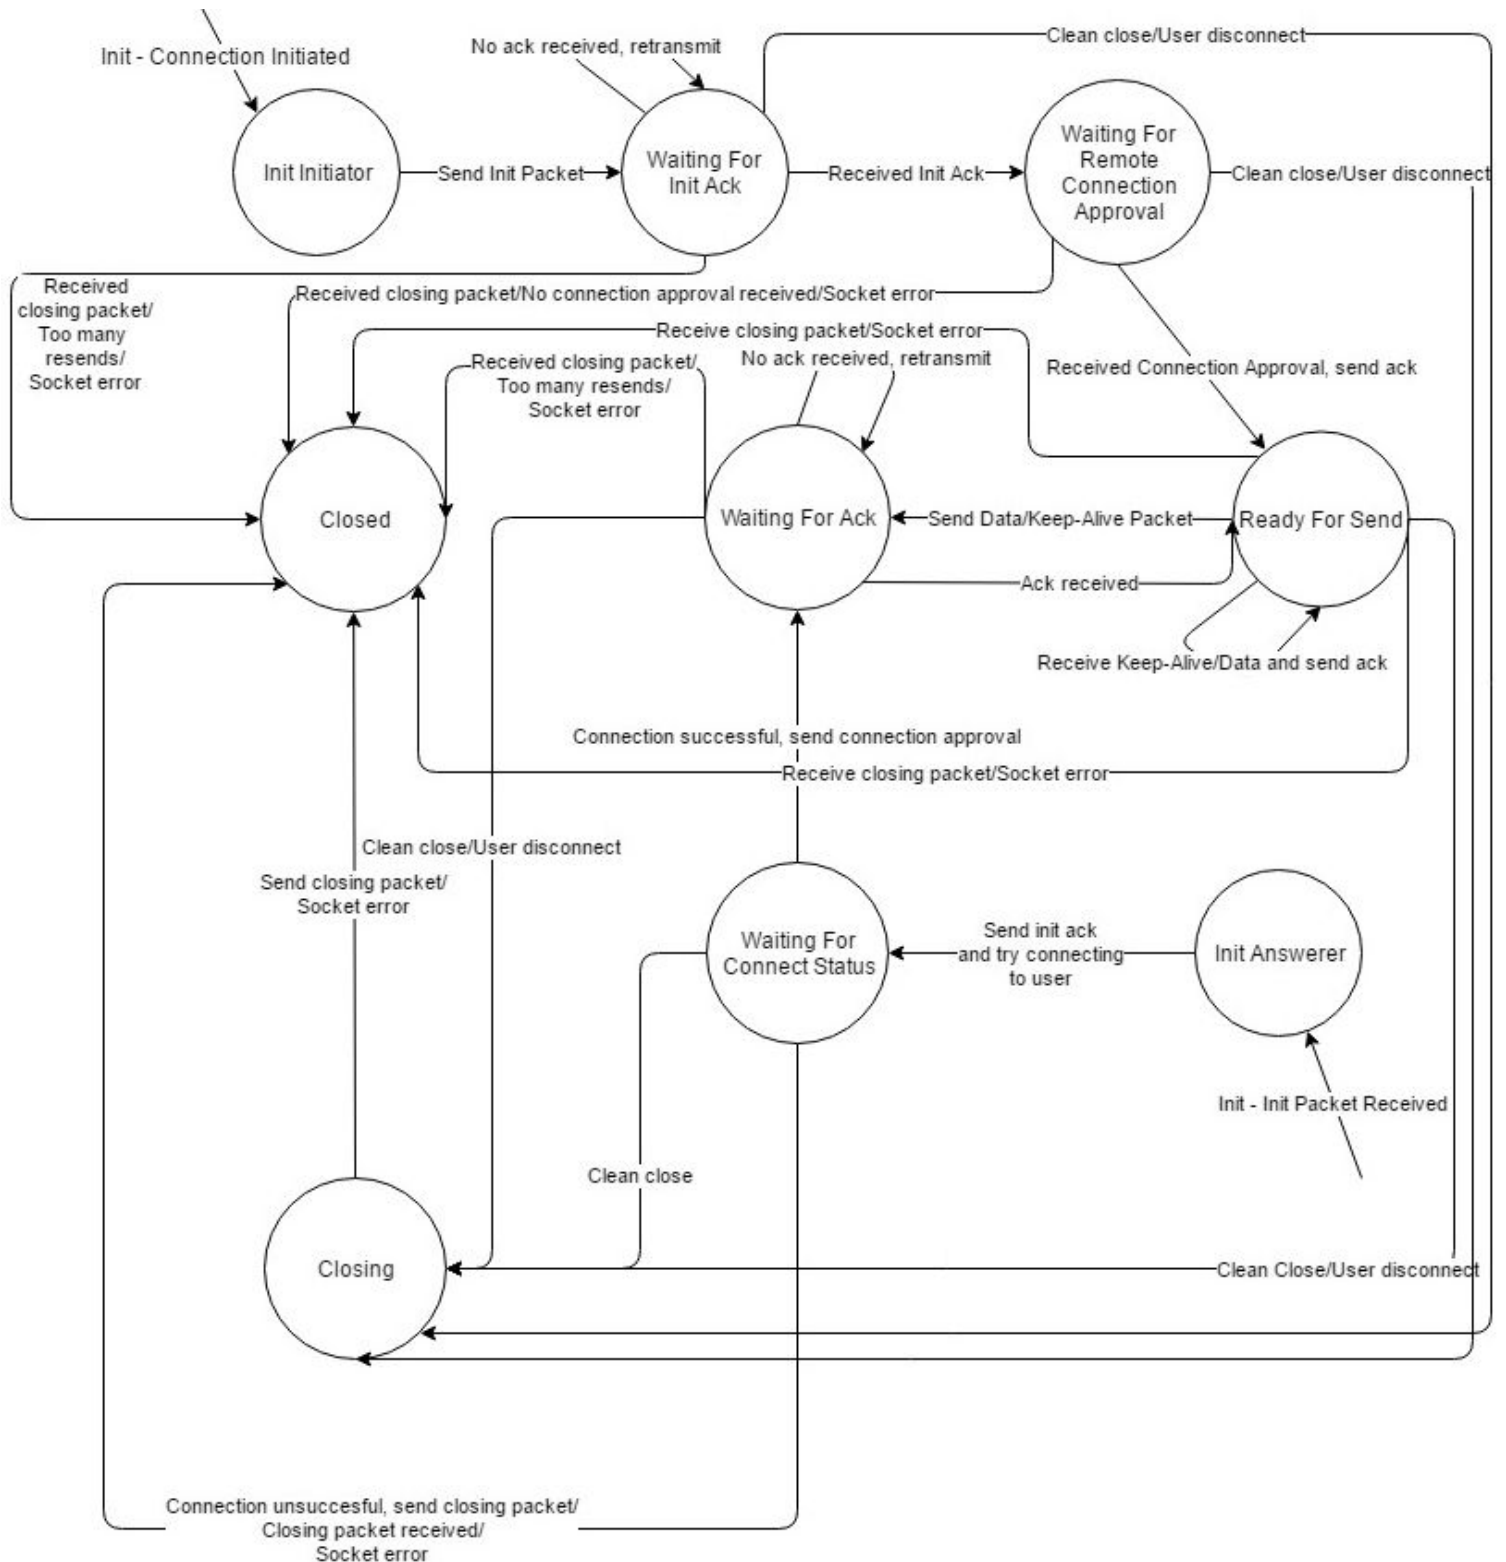 Clean close/User disconnect
No ack received, retransmit
Init - Connection Initiated
Init Initiator
Send Init Packet
Waiting For
Init Ack
Received Init Ack
Waiting For
Remote
Connection
Approval
Clean close/User disconnect
Received
closing packet/
Too many
resends/
Socket error
Received closing packet/No connection approval received/Socket error
Receive closing packet/Socket error
Received closing packet/
Too many resends/
Socket error
No ack received, retransmit
Received Connection Approval, send ack
Closed
Waiting For Ack
Send Data/Keep-Alive Packet
Ready For Send
Ack received
Receive Keep-Alive/Data and send ack
Connection successful, send connection approval
Receive closing packet/Socket error
Clean close/User disconnect
Send closing packet/
Socket error
Waiting For
Connect Status
Send init ack
and try connecting
to user
Init Answerer
Init - Init Packet Received
Clean close
Closing
Clean Close/User disconnect
Connection unsuccesful, send closing packet/
Closing packet received/
Socket error